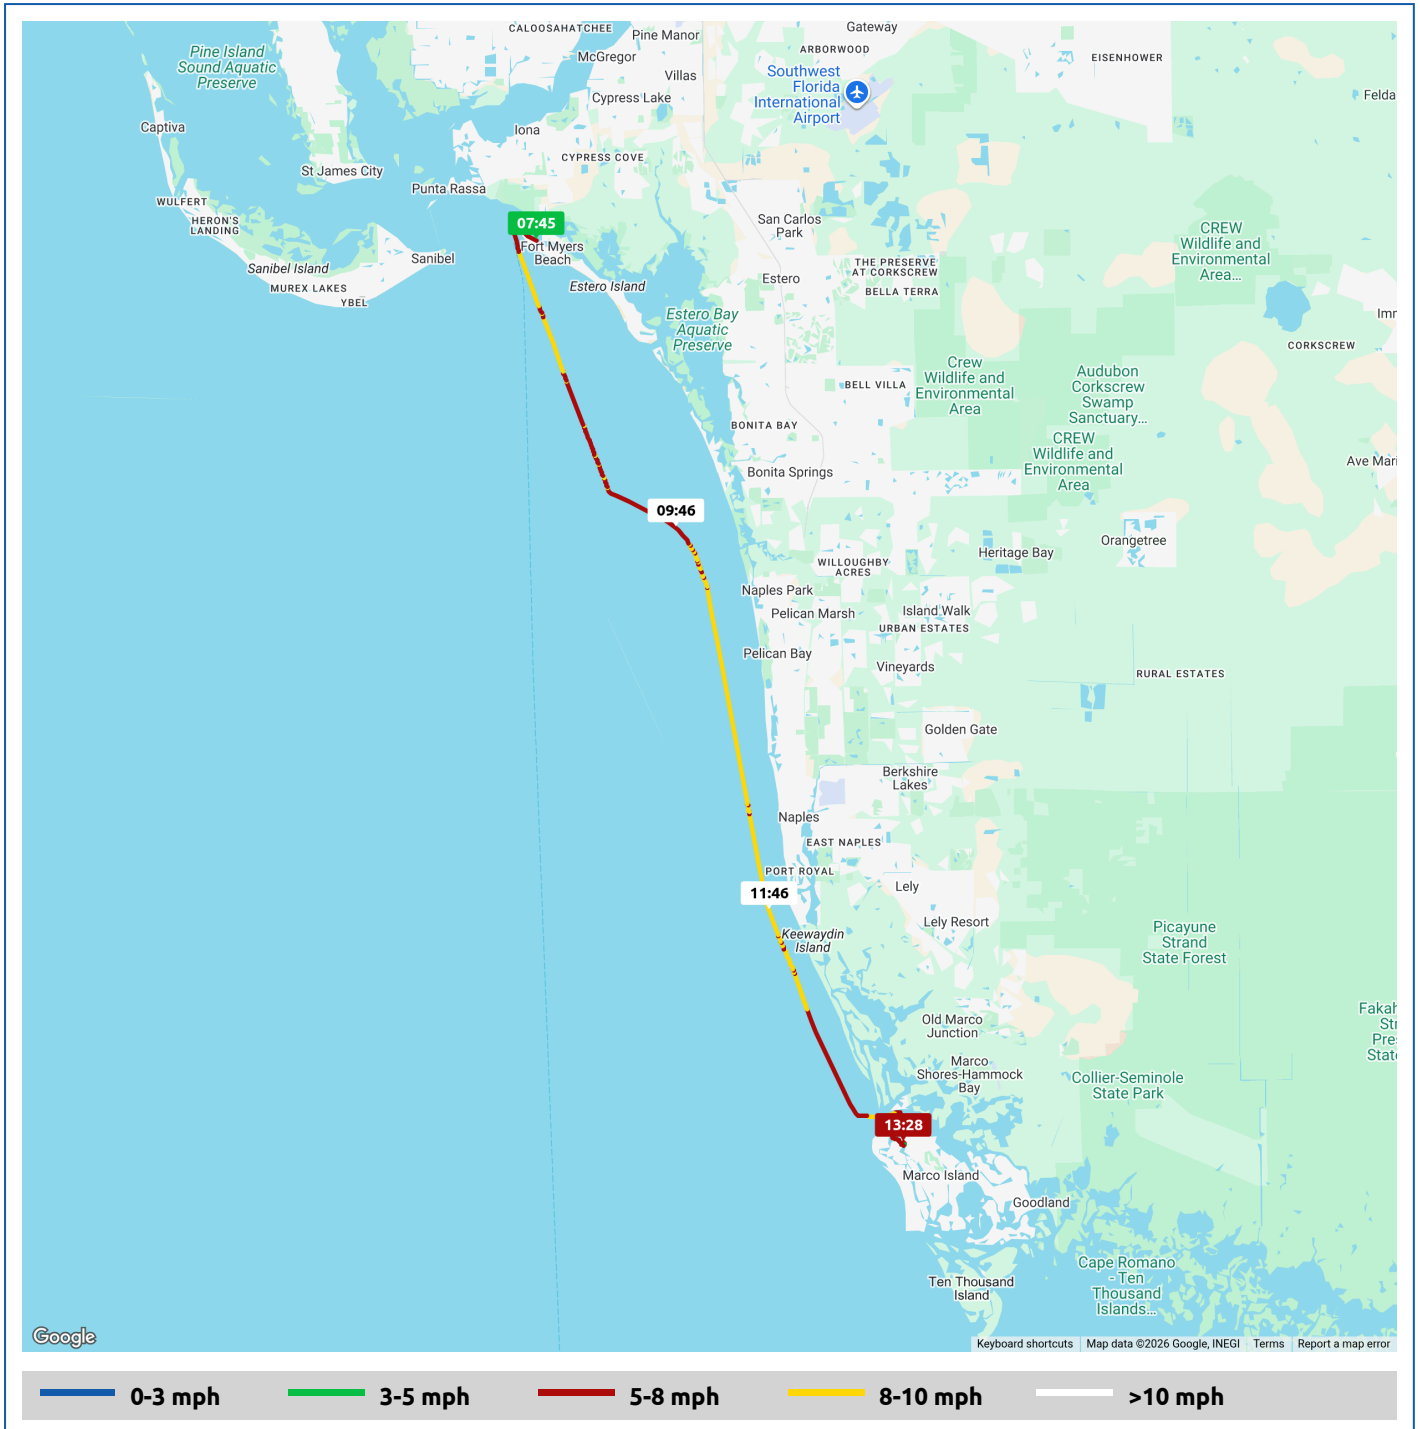 CALOOSAHATCHEE
Pine Manor
Gateway
Pine Island
Sound Aquatic
Preserve
McGregor
ARBORWOOD
EISENHOWER
Villas
Southwest
Florida
International
Airport
Cypress Lake
Felda
Captiva
Iona
CYPRESS COVE
St James City
Punta Rassa
WULFERT
HERON'S
LANDING
07:45
San Carlos
Park
CREW
Wildlife and
Environmental
Area...
Fort Myers
Beach
Sanibel
Sanibel Island
THE PRESERVE
AT CORKSCREW
MUREX LAKES
Estero Island
Estero
BELLA TERRA
YBEL
Estero Bay
Aquatic
Preserve
Imr
CORKSCREW
Crew
Wildlife and
Environmental
Area
Audubon
Corkscrew
Swamp
Sanctuary...
BELL VILLA
BONITA BAY
CREW
Wildlife and
Environmental
Area
Bonita Springs
Ave Mari
09:46
Orangetree
Heritage Bay
WILLOUGHBY
ACRES
Naples Park
Pelican Marsh
Island Walk
URBAN ESTATES
Pelican Bay
Vineyards
RURAL ESTATES
Golden Gate
Berkshire
Lakes
Naples
EAST NAPLES
PORT ROYAL
11:46
Lely
Lely Resort
Keewaydin
Island
Picayune
Strand
State Forest
Old Marco
Junction
Fakah
Str
Pres
State
Marco
Shores-Hammock
Bay
Collier-Seminole
State Park
13:28
Marco Island
Goodland
Ten Thousand
Island
Cape Romano
- Ten
Thousand
Islands...
Google
Keyboard shortcuts
Map data ©2026 Google, INEGI
Terms
Report a map error
0-3 mph
3-5 mph
5-8 mph
8-10 mph
>10 mph